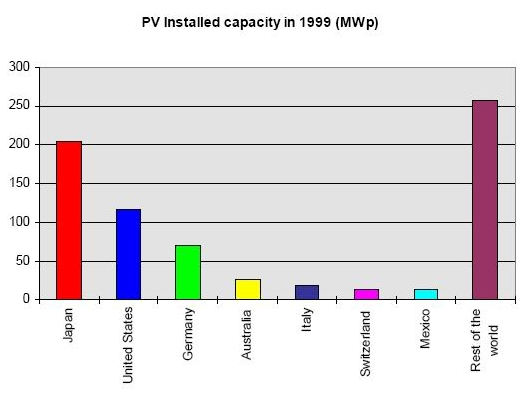 PV Installed capacity in 1999 (MWp)
300
250
200
150
100
50
0
Japan
United States
Germany
Australia
Italy
Switzerland
Mexico
Rest of the
world